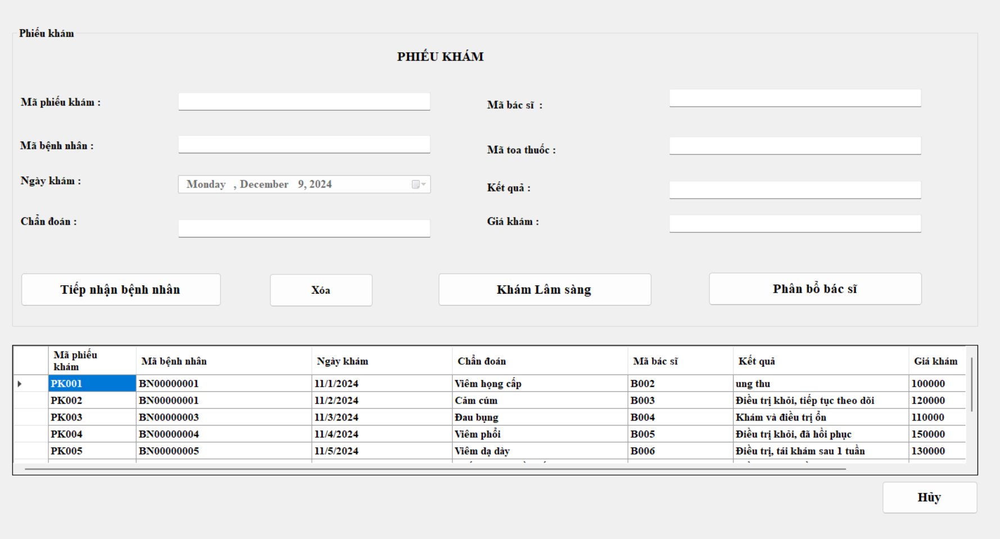 Phiếu khám
PHIẾU KHÁM
Mã phiếu khám :
Mã bác sĩ :
Mã bệnh nhân :
Mã toa thuốc :
Ngày khám :
Monday , December 9, 2024
Kết quả :
Chẩn đoán :
Giá khám :
Tiếp nhận bệnh nhân
Xóa
Khám Lâm sàng
Phân bổ bác sĩ
Mã phiếu khám Mã bệnh nhân Ngày khám Chẩn đoán Mã bác sĩ Kết quả Giá khám
PK001 BN00000001 11/1/2024 Viêm họng cấp B002 ung thu 100000
PK002 BN00000001 11/2/2024 Cảm cúm B003 Điều trị khỏi, tiếp tục theo dõi 120000
PK003 BN00000003 11/3/2024 Đau bụng B004 Khám và điều trị ổn 110000
PK004 BN00000004 11/4/2024 Viêm phổi B005 Điều trị khỏi, đã hồi phục 150000
PK005 BN00000005 11/5/2024 Viêm dạ dày B006 Điều trị, tái khám sau 1 tuần 130000
Hủy